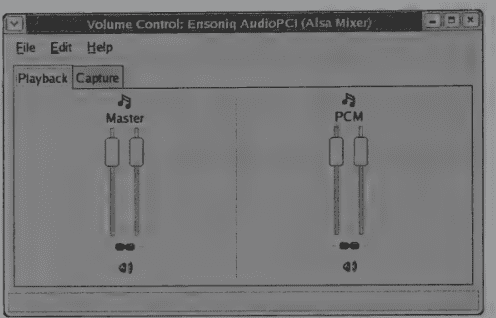 Volume Control: Ensoniq AudioPCI (Alsa Mixer)
File Edit Help
Playback Capture
Master PCM